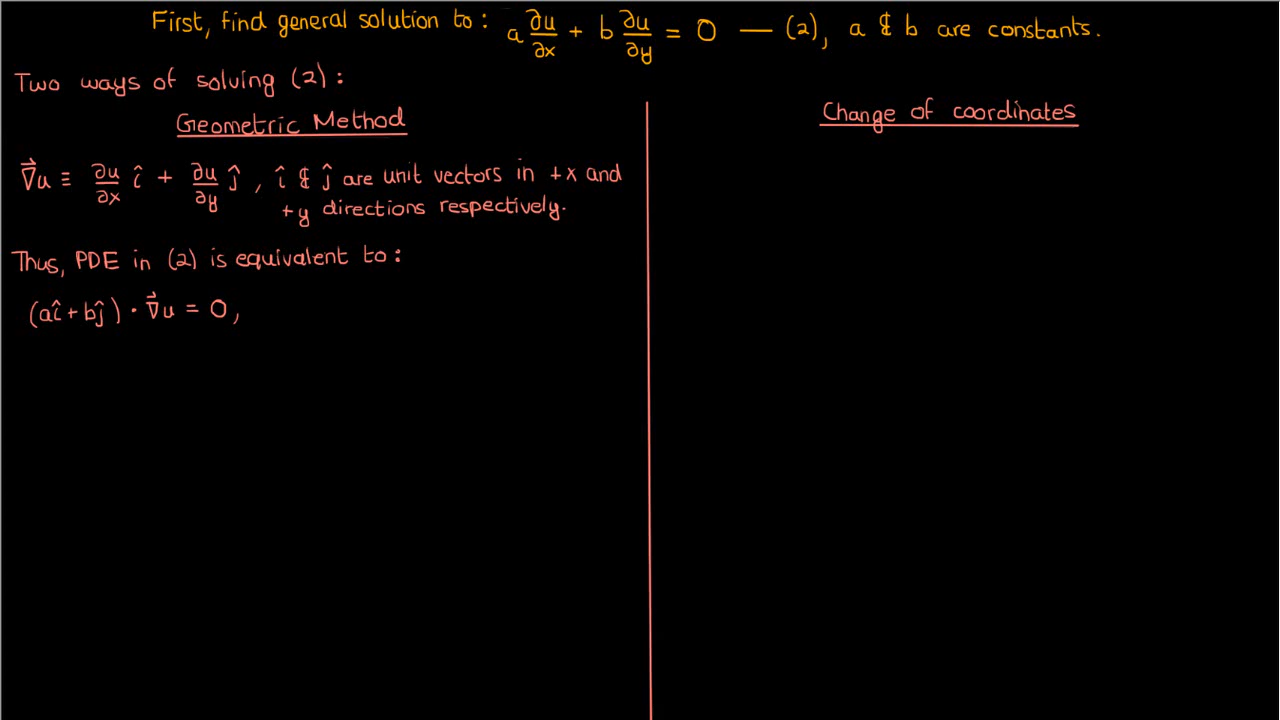 First, find general solution to: a ∂u/∂x + b ∂u/∂y = 0 — (2), a & b are constants.
Two ways of solving (2):
Geometric Method
∇⃗u ≡ ∂u/∂x î + ∂u/∂y ĵ, î & ĵ are unit vectors in +x and
+y directions respectively.
Thus, PDE in (2) is equivalent to:
(aî + bĵ) · ∇⃗u = 0,
Change of coordinates